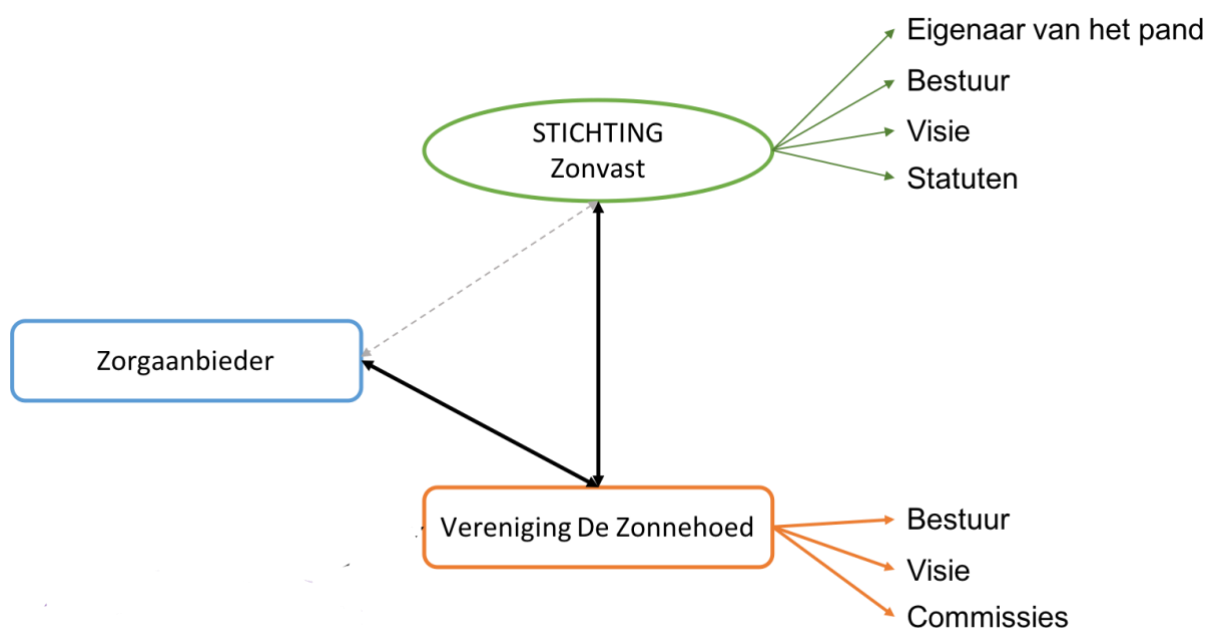 Eigenaar van het pand
Bestuur
Visie
Statuten
STICHTING
Zonvast
Zorgaanbieder
Vereniging De Zonnehoed
Bestuur
Visie
Commissies